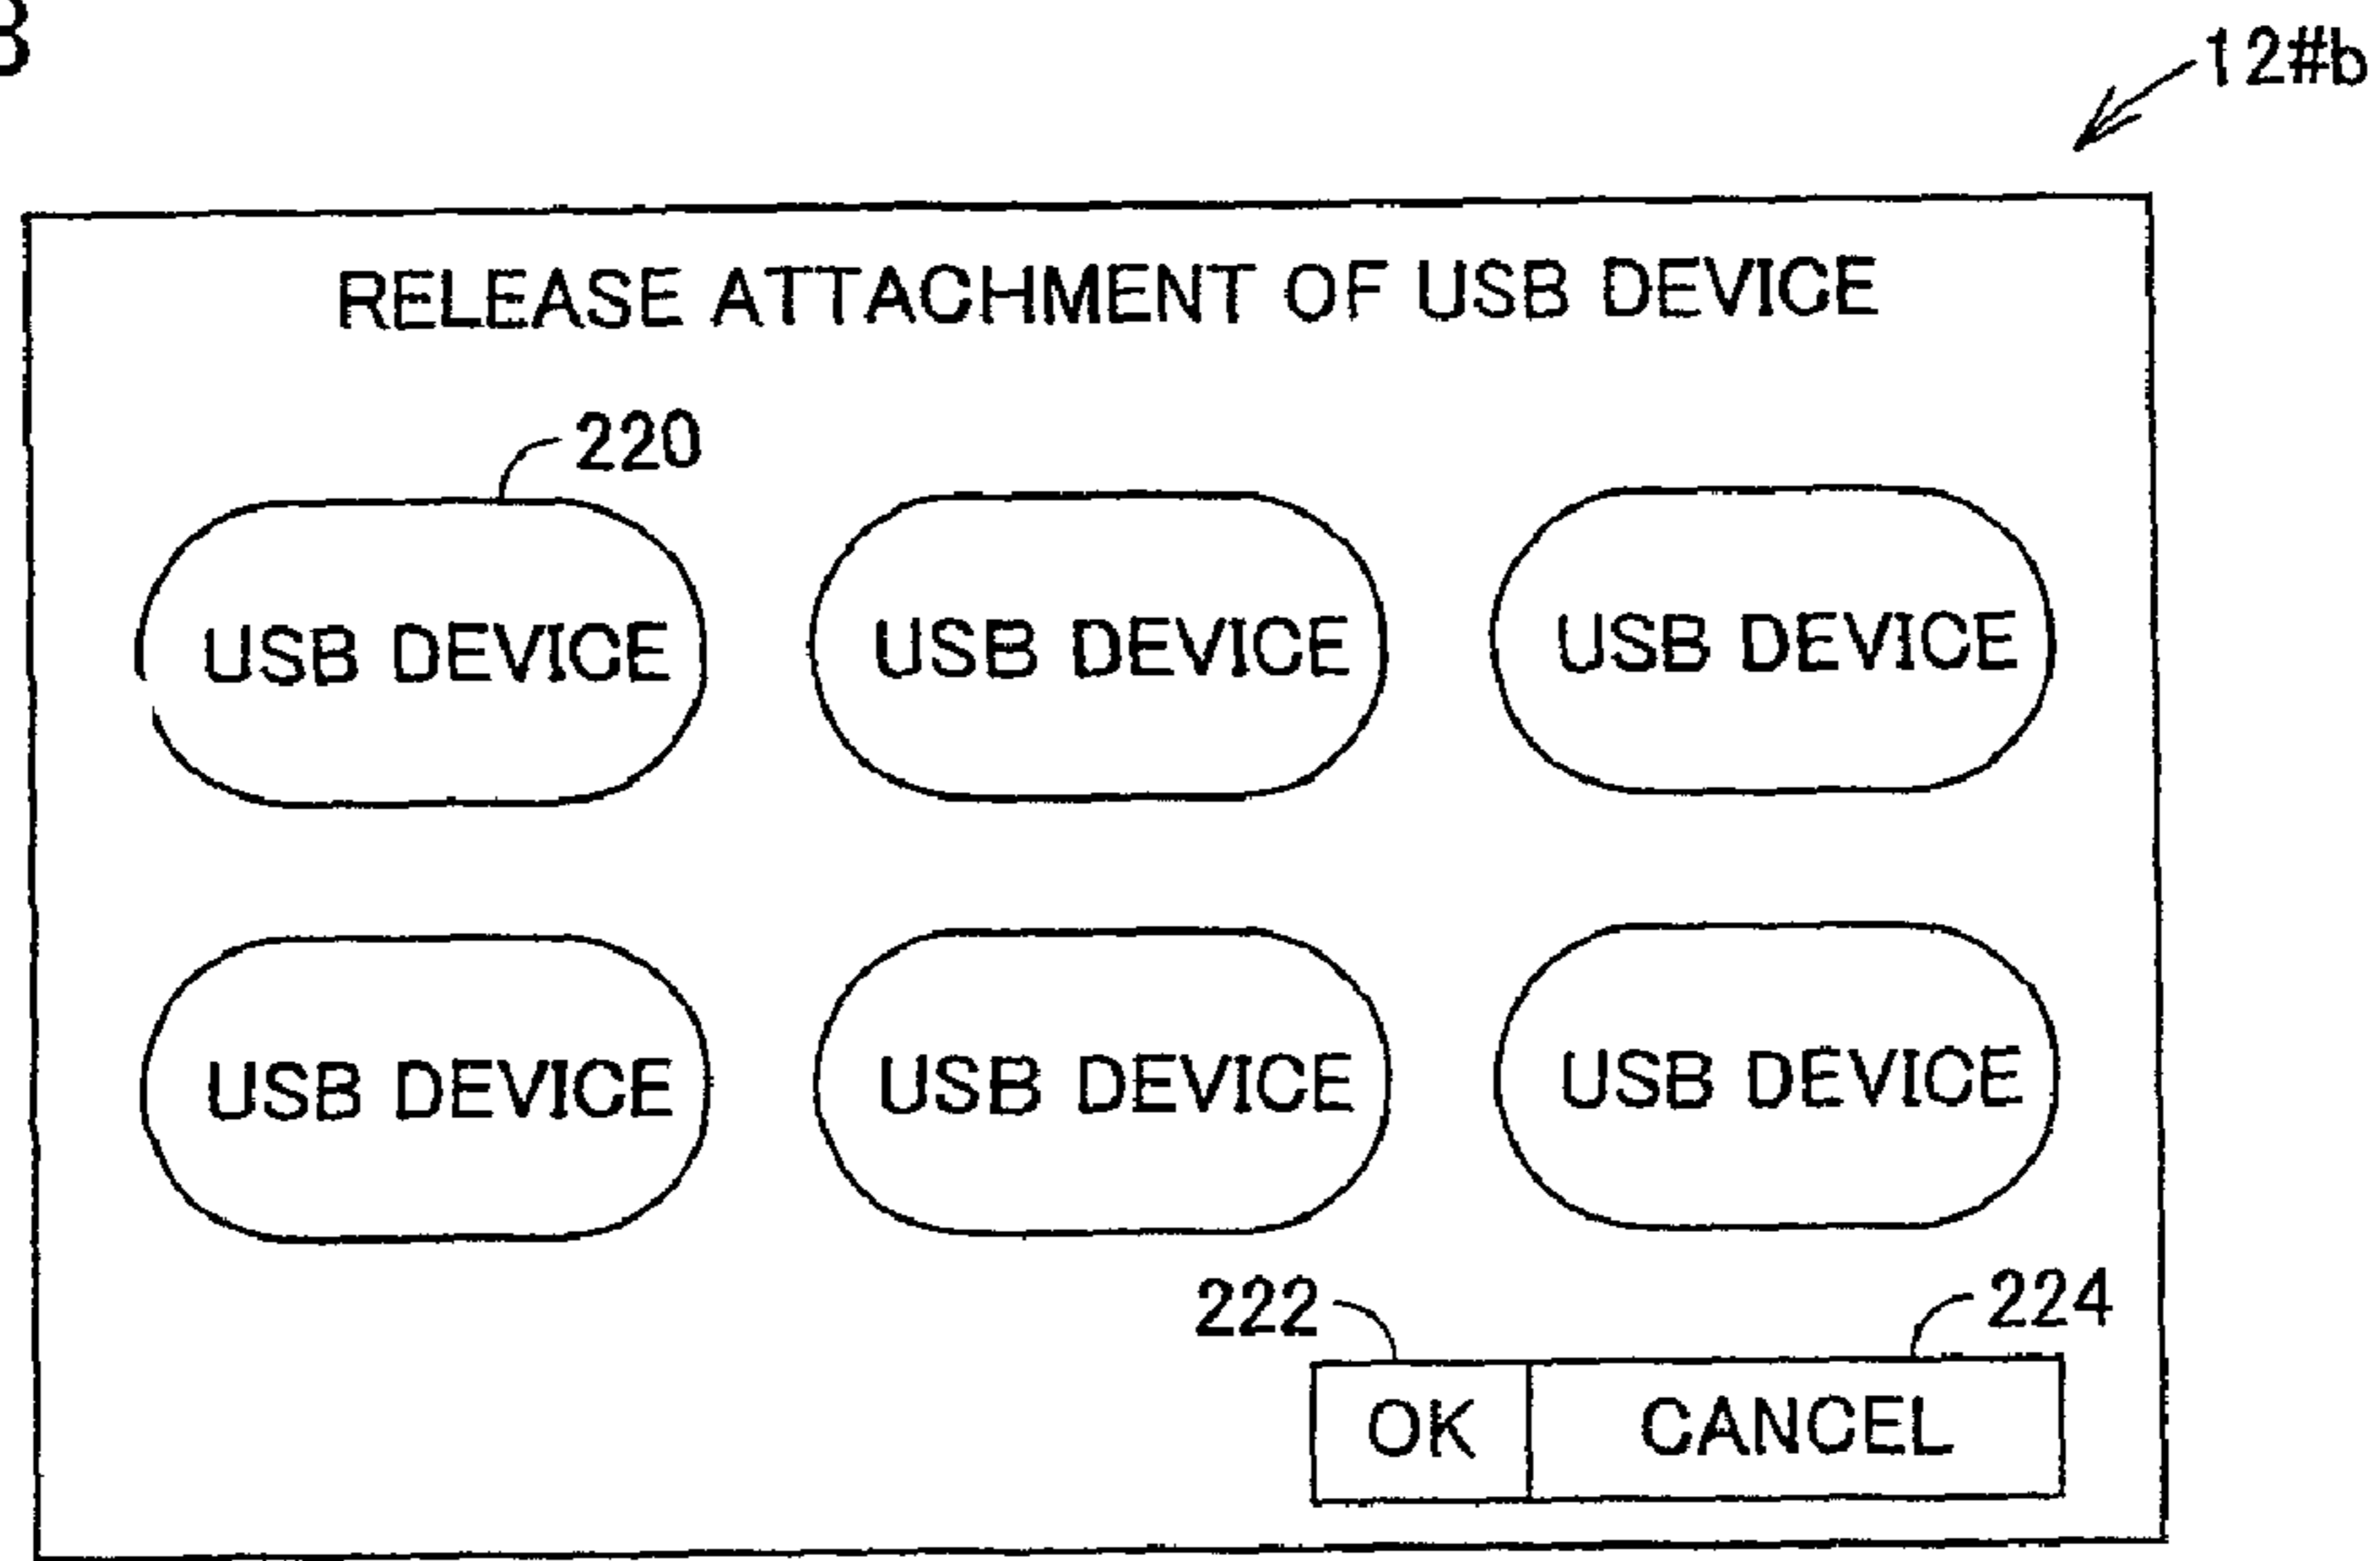 B
12#b
RELEASE ATTACHMENT OF USB DEVICE
220
USB DEVICE USB DEVICE USB DEVICE
USB DEVICE USB DEVICE USB DEVICE
222 224
OK CANCEL